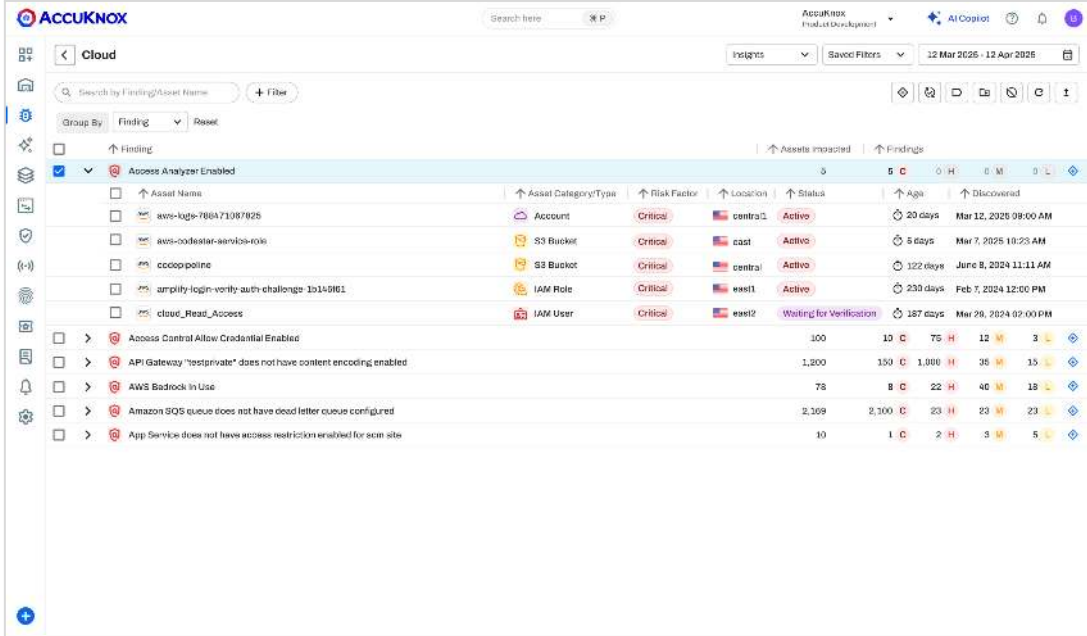 ACCUKNOX
Search here ⌘ P
AccuKnox
Product Development
AI Copilot
Cloud
Insights
Saved Filters
12 Mar 2025 - 12 Apr 2025
Search by Finding/Asset Name
+ Filter
Group By Finding Reset
Finding Assets Impacted Findings
Access Analyzer Enabled 5 5 C 0 H 0 M 0 L
Asset Name Asset Category/Type Risk Factor Location Status Age Discovered
Account Critical central1 Active 20 days Mar 12, 2025 09:00 AM
aws-codestar-service-role S3 Bucket Critical east Active 5 days Mar 7, 2025 10:23 AM
codepipeline S3 Bucket Critical central Active 122 days June 8, 2024 11:11 AM
IAM Role Critical east1 Active 230 days Feb 7, 2024 12:00 PM
cloud_Read_Access IAM User Critical east2 Waiting for Verification 187 days Mar 29, 2024 02:00 PM
Access Control Allow Credential Enabled 100 10 C 75 H 12 M 3 L
API Gateway "testprivate" does not have content encoding enabled 1,200 150 C 1,000 H 35 M 15 L
AWS Bedrock In Use 78 8 C 22 H 40 M 18 L
Amazon SQS queue does not have dead letter queue configured 2,169 2,100 C 23 H 23 M 23 L
App Service does not have access restriction enabled for scm site 10 1 C 2 H 3 M 5 L